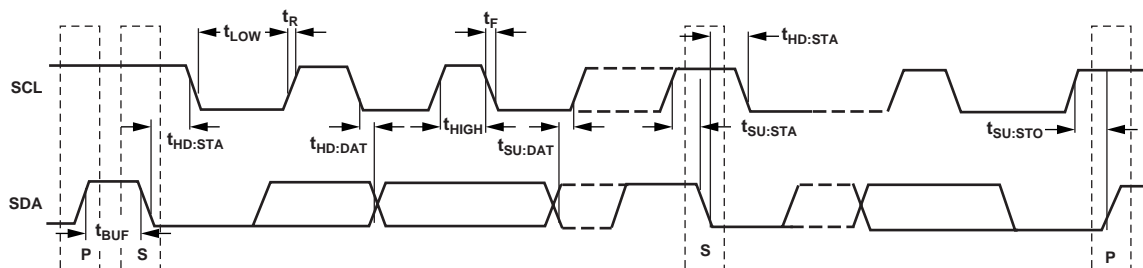 tR
tF
tLOW
tHD:STA
SCL
tHD:STA
tHD:DAT
tHIGH
tSU:DAT
tSU:STA
tSU:STO
SDA
tBUF
P
S
S
P